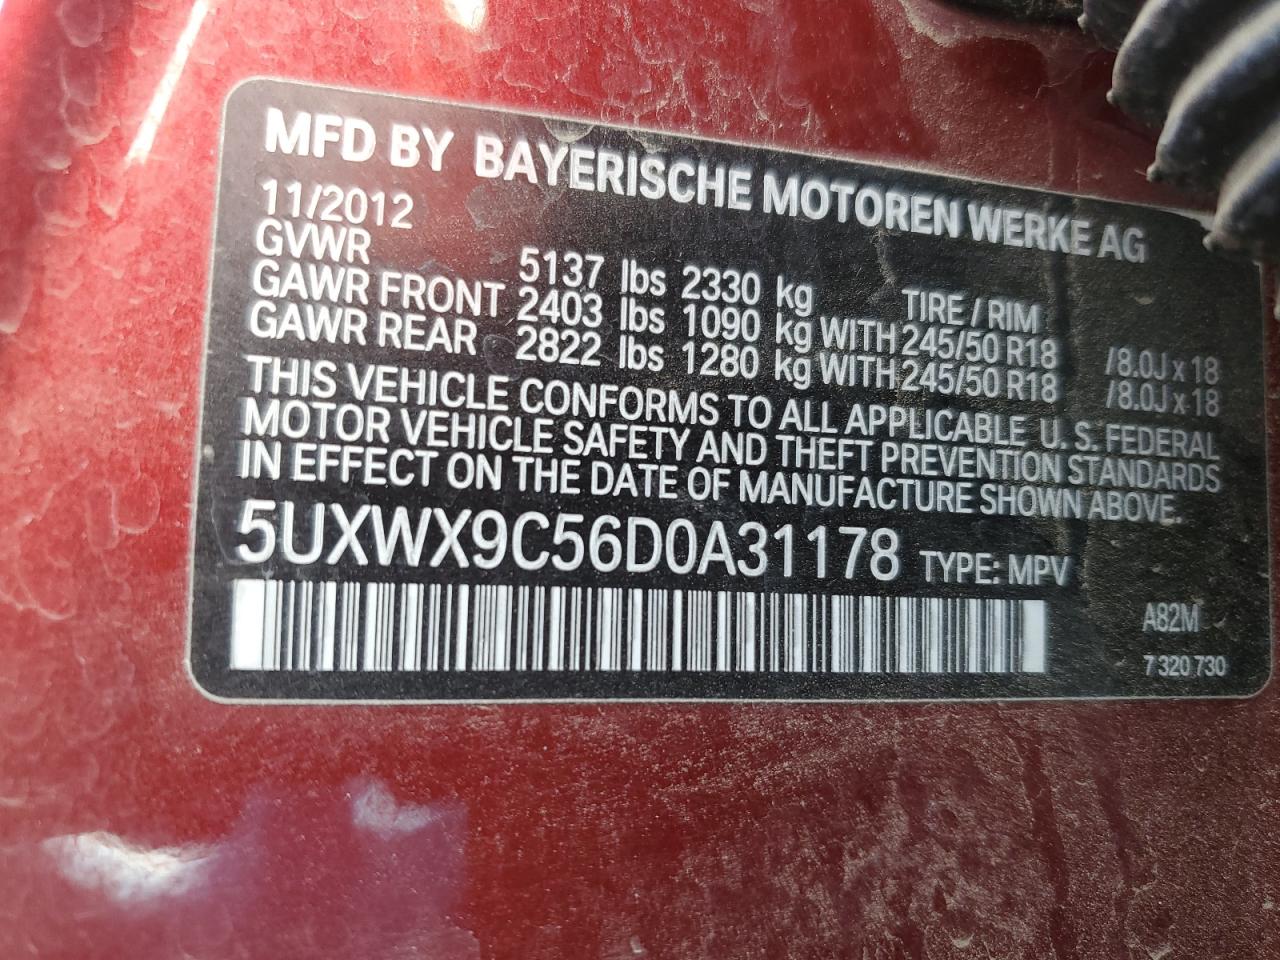 MFD BY BAYERISCHE MOTOREN WERKE AG
11/2012
GVWR 5137 lbs 2330 kg TIRE / RIM
GAWR FRONT 2403 lbs 1090 kg WITH 245/50 R18 /8.0J x 18
GAWR REAR 2822 lbs 1280 kg WITH 245/50 R18 /8.0J x 18
THIS VEHICLE CONFORMS TO ALL APPLICABLE U. S. FEDERAL
MOTOR VEHICLE SAFETY AND THEFT PREVENTION STANDARDS
IN EFFECT ON THE DATE OF MANUFACTURE SHOWN ABOVE.
5UXWX9C56D0A31178 TYPE: MPV
A82M
7 320 730